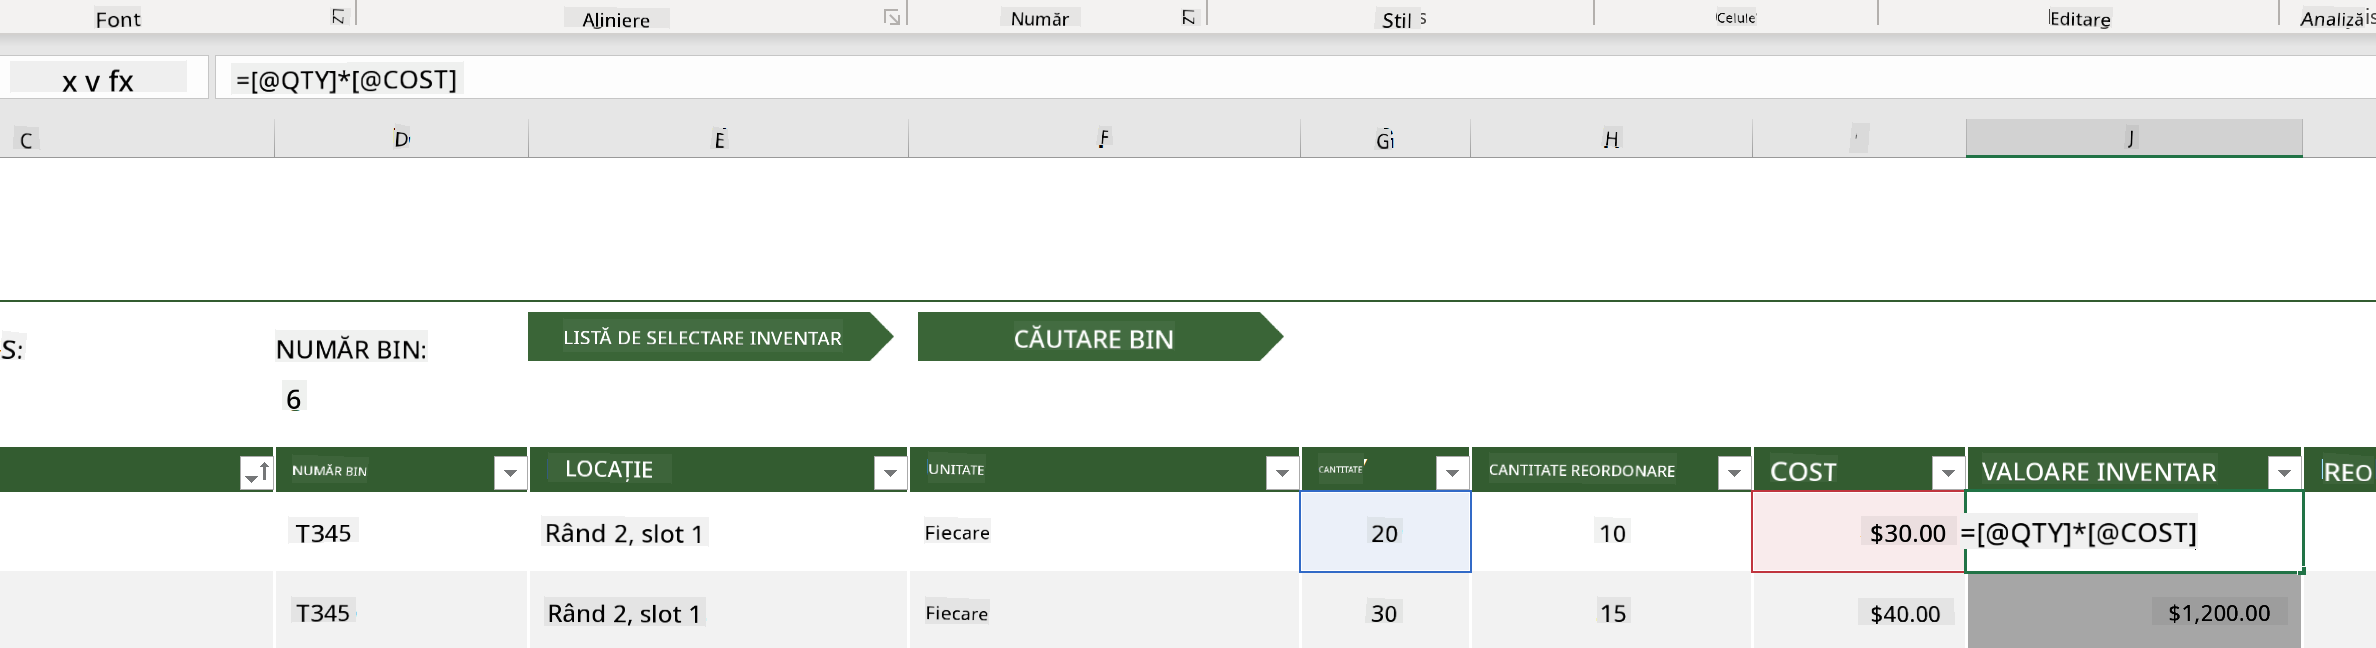 Font Aliniere Număr Stil Celule Editare Analiză
x v fx =[@QTY]*[@COST]
C D E F G H J
S: NUMĂR BIN: LISTĂ DE SELECTARE INVENTAR CĂUTARE BIN
6
NUMĂR BIN LOCAȚIE UNITATE CANTITATE CANTITATE REORDONARE COST VALOARE INVENTAR REO
T345 Rând 2, slot 1 Fiecare 20 10 $30.00 =[@QTY]*[@COST]
T345 Rând 2, slot 1 Fiecare 30 15 $40.00 $1,200.00